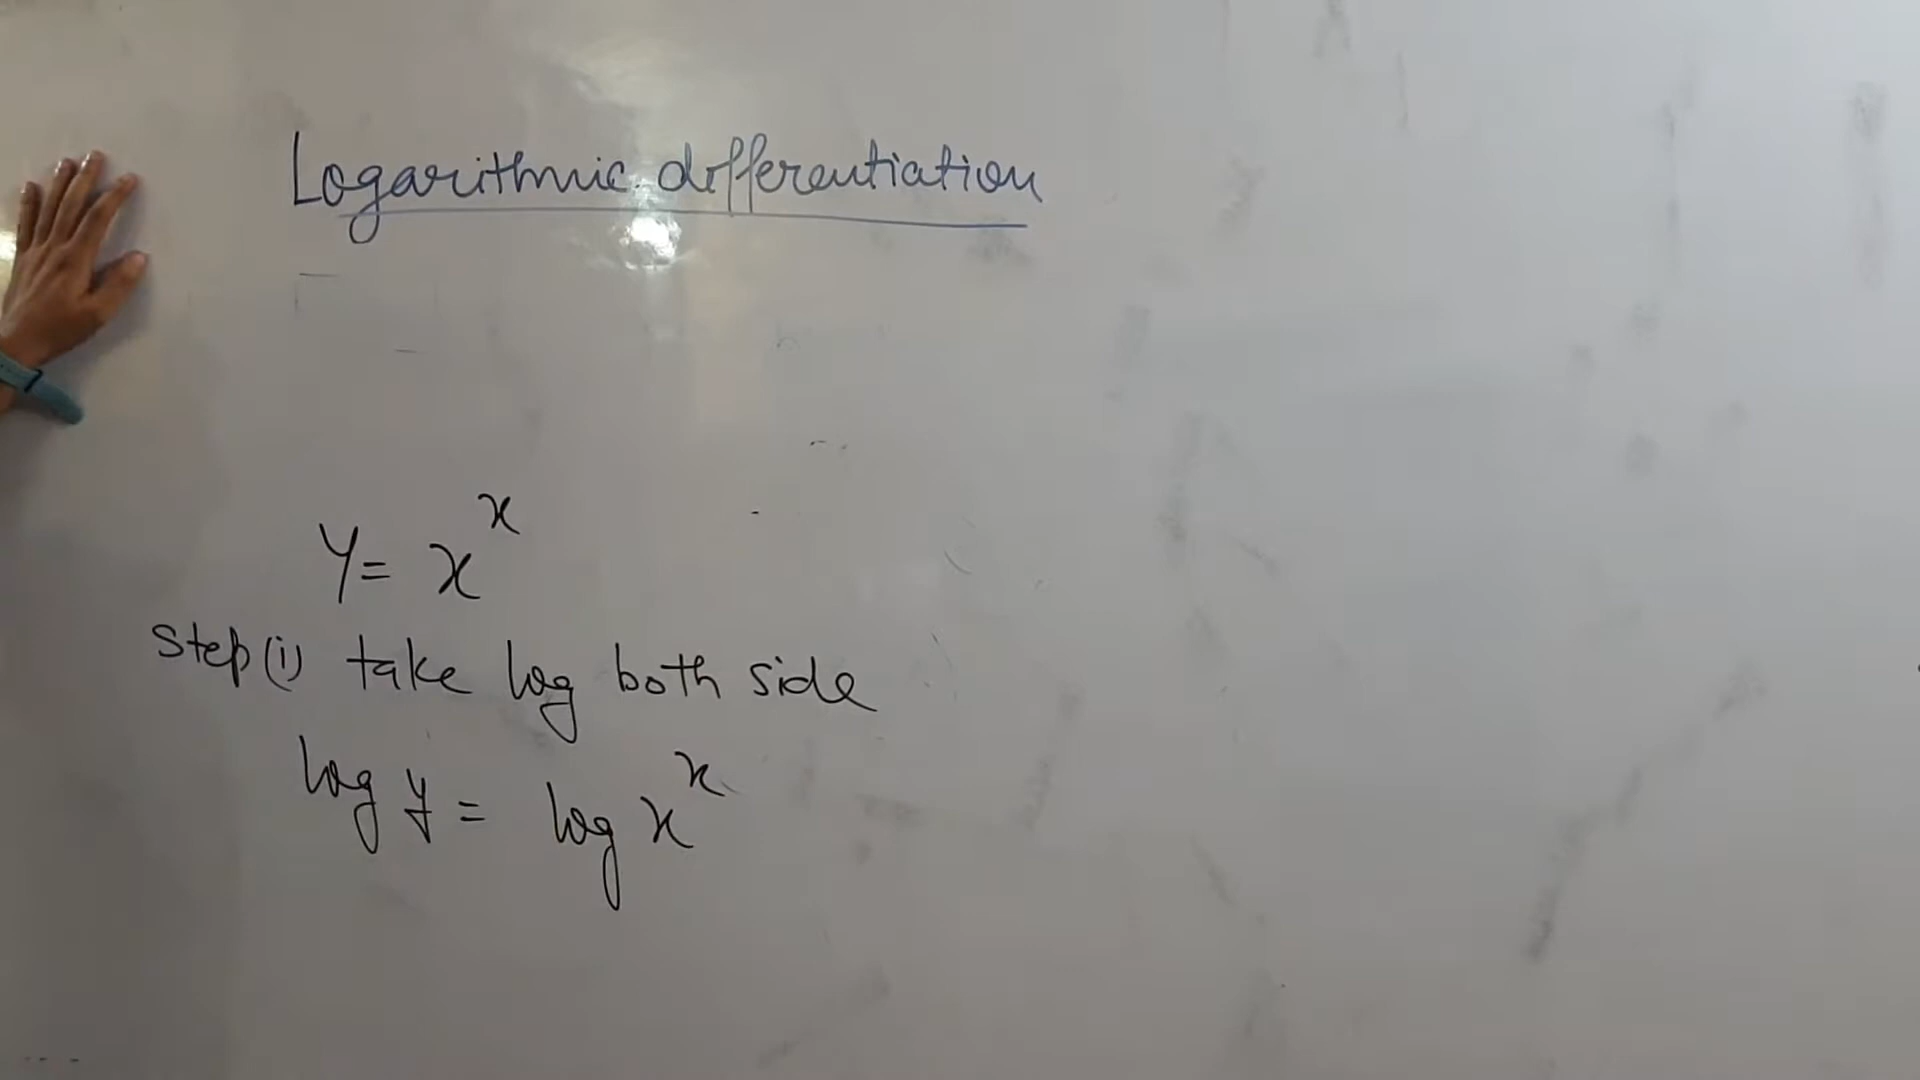 Logarithmic differentiation
y = x^x
Step (i) take log both side
log y = log x^x